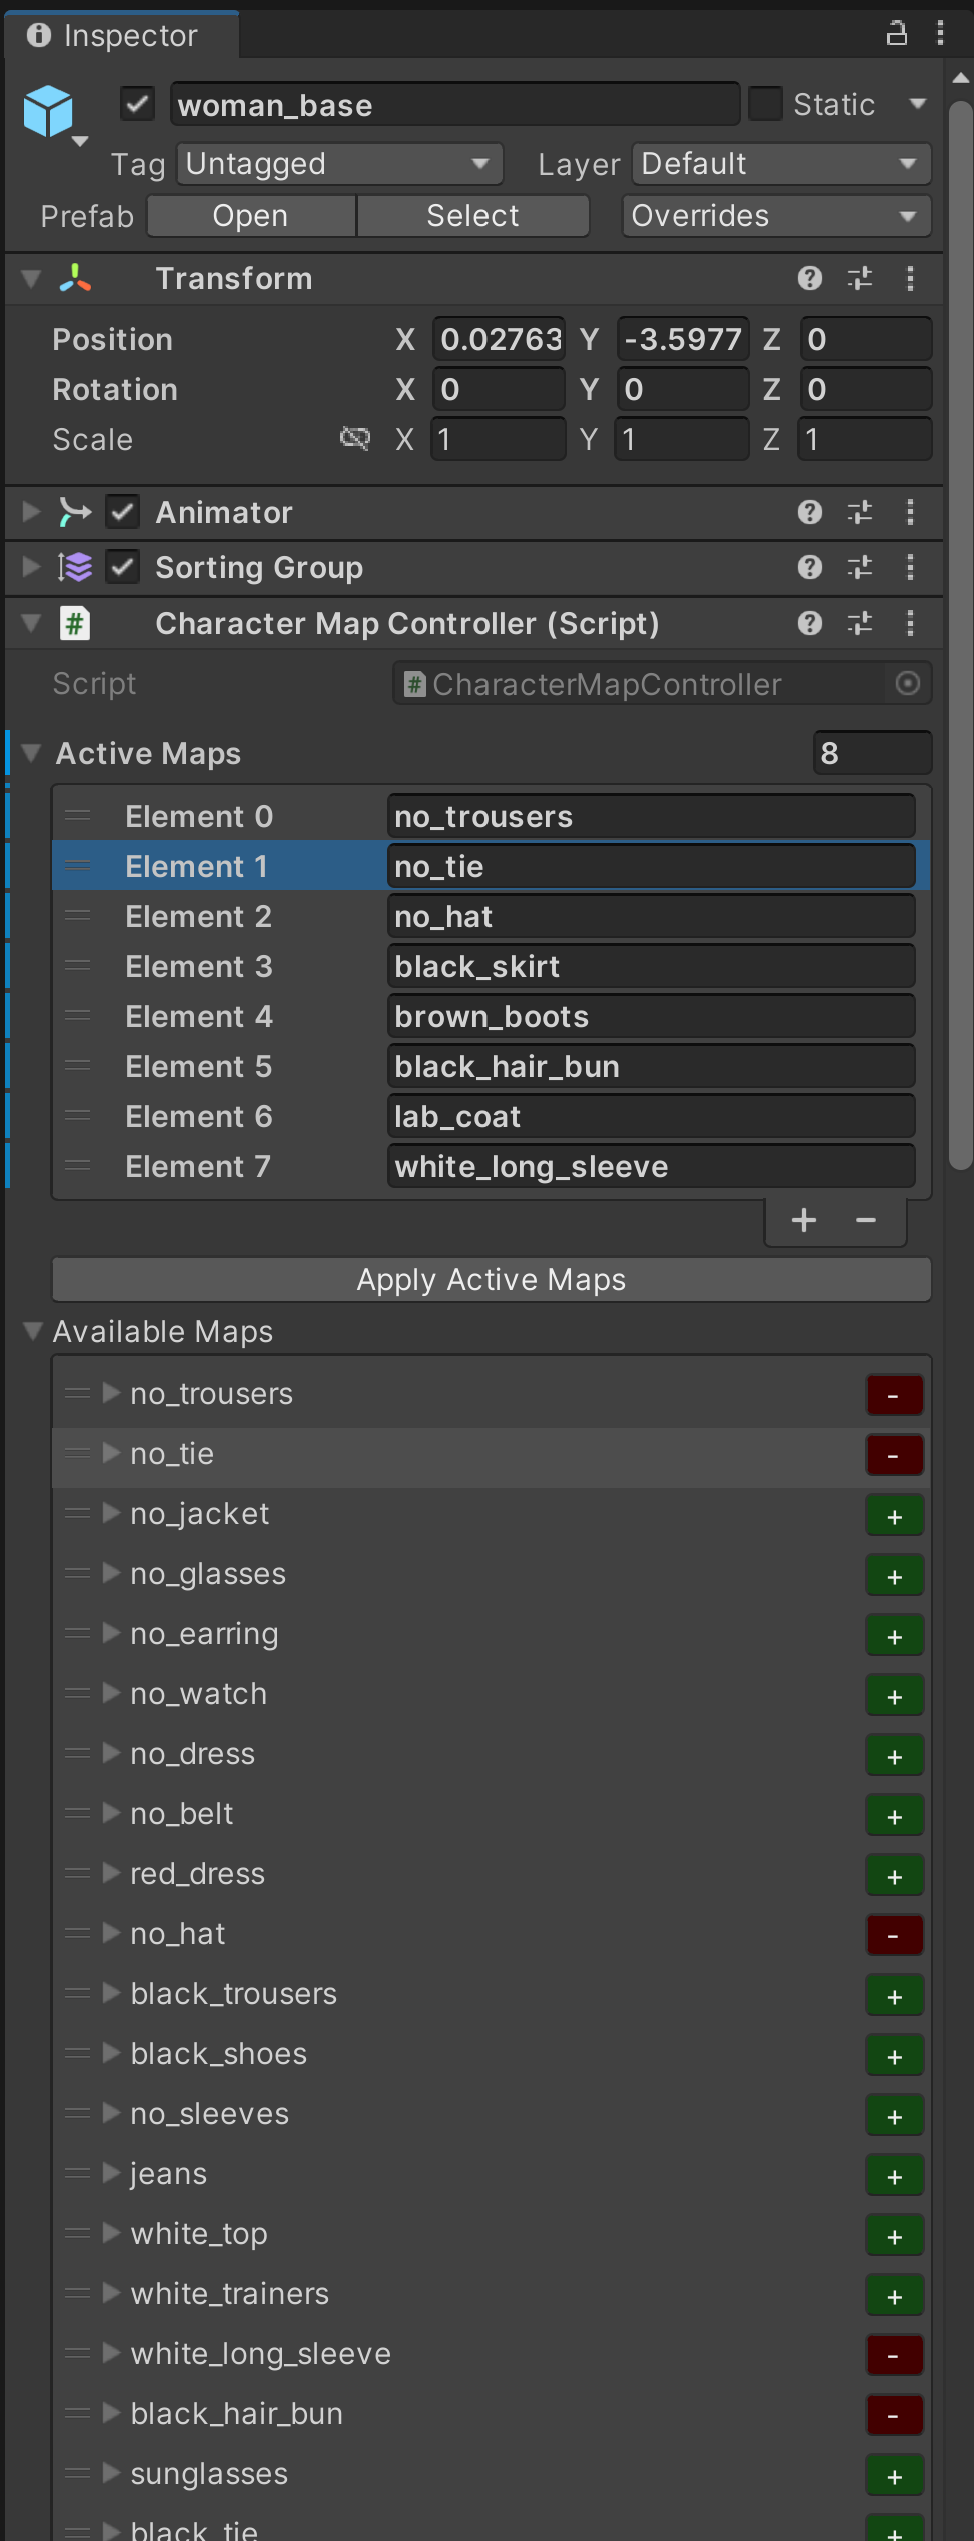 Inspector
woman_base
Static
Tag Untagged Layer Default
Prefab Open Select Overrides
Transform
Position X 0.02763 Y -3.5977 Z 0
Rotation X 0 Y 0 Z 0
Scale X 1 Y 1 Z 1
Animator
Sorting Group
# Character Map Controller (Script)
Script # CharacterMapController
Active Maps 8
Element 0 no_trousers
Element 1 no_tie
Element 2 no_hat
Element 3 black_skirt
Element 4 brown_boots
Element 5 black_hair_bun
Element 6 lab_coat
Element 7 white_long_sleeve
+ −
Apply Active Maps
Available Maps
no_trousers -
no_tie -
no_jacket +
no_glasses +
no_earring +
no_watch +
no_dress +
no_belt +
red_dress +
no_hat -
black_trousers +
black_shoes +
no_sleeves +
jeans +
white_top +
white_trainers +
white_long_sleeve -
black_hair_bun -
sunglasses +
black_tie +